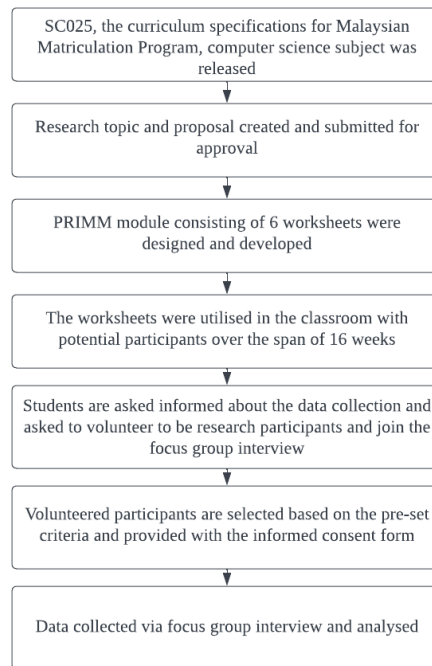 SC025, the curriculum specifications for Malaysian
Matriculation Program, computer science subject was
released
Research topic and proposal created and submitted for
approval
PRIMM module consisting of 6 worksheets were
designed and developed
The worksheets were utilised in the classroom with
potential participants over the span of 16 weeks
Students are asked informed about the data collection and
asked to volunteer to be research participants and join the
focus group interview
Volunteered participants are selected based on the pre-set
criteria and provided with the informed consent form
Data collected via focus group interview and analysed